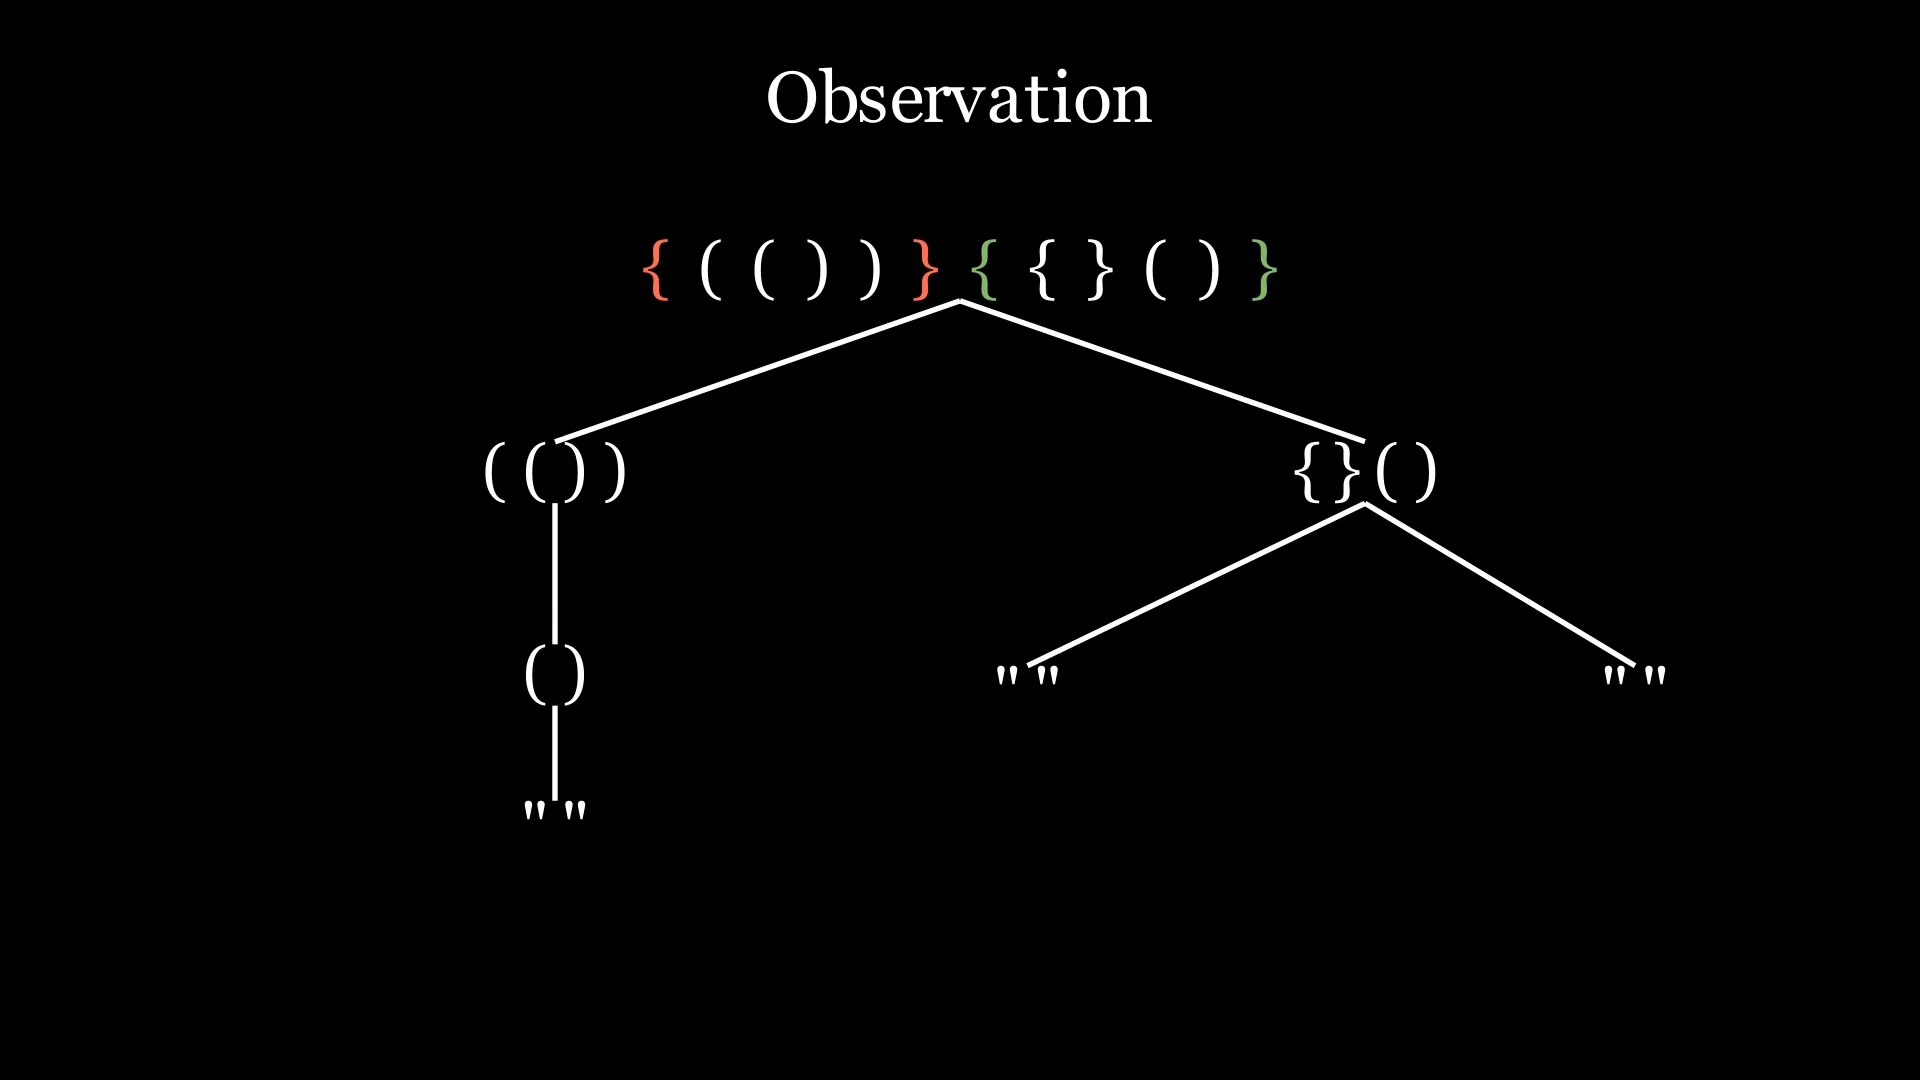 Observation
{ ( ( ) ) } { { } ( ) }
( ( ) ) {}()
() "" ""
""